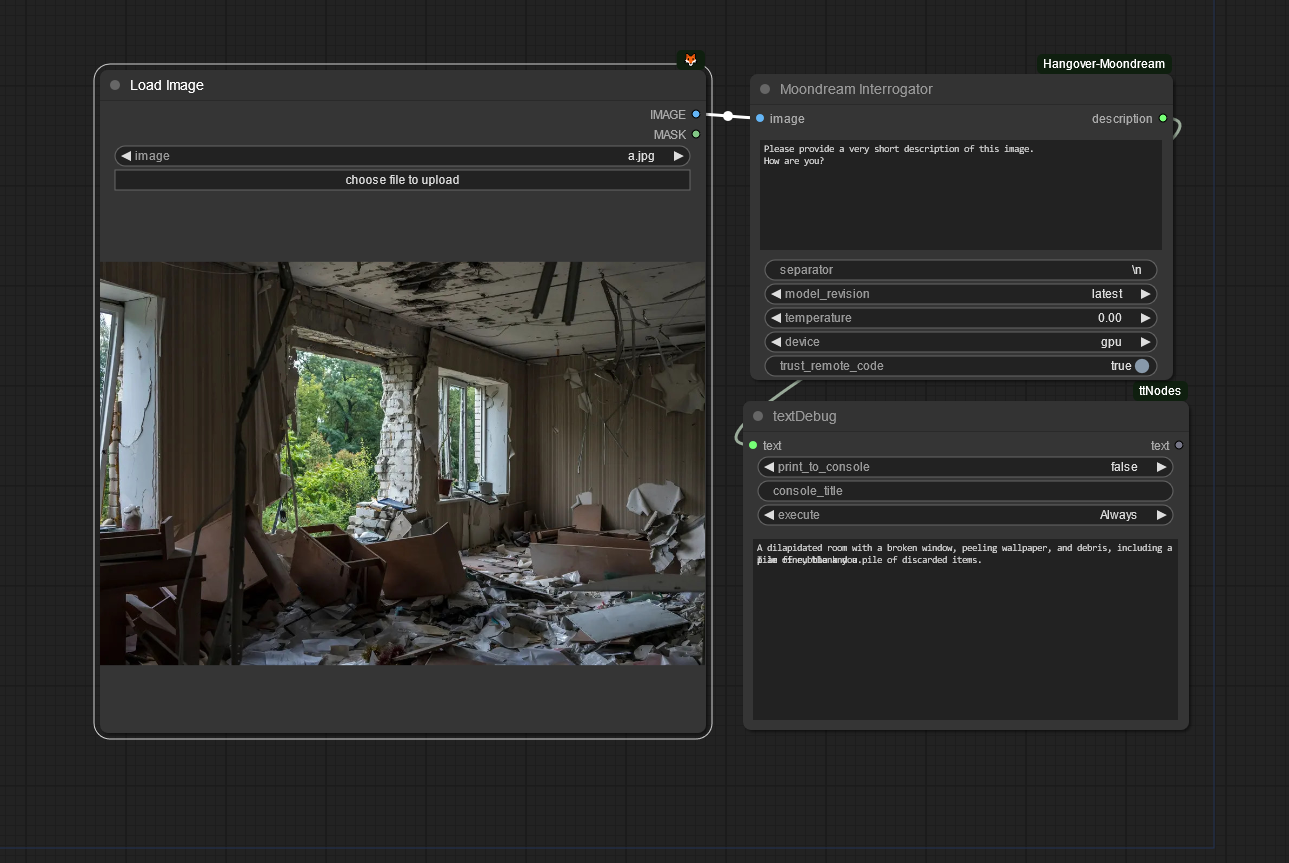 Load Image
IMAGE
MASK
image a.jpg
choose file to upload
Hangover-Moondream
Moondream Interrogator
image description
Please provide a very short description of this image.
How are you?
separator \n
model_revision latest
temperature 0.00
device gpu
trust_remote_code true
ttNodes
textDebug
text text
print_to_console false
console_title
execute Always
A dilapidated room with a broken window, peeling wallpaper, and debris, including a
pile of discarded items.